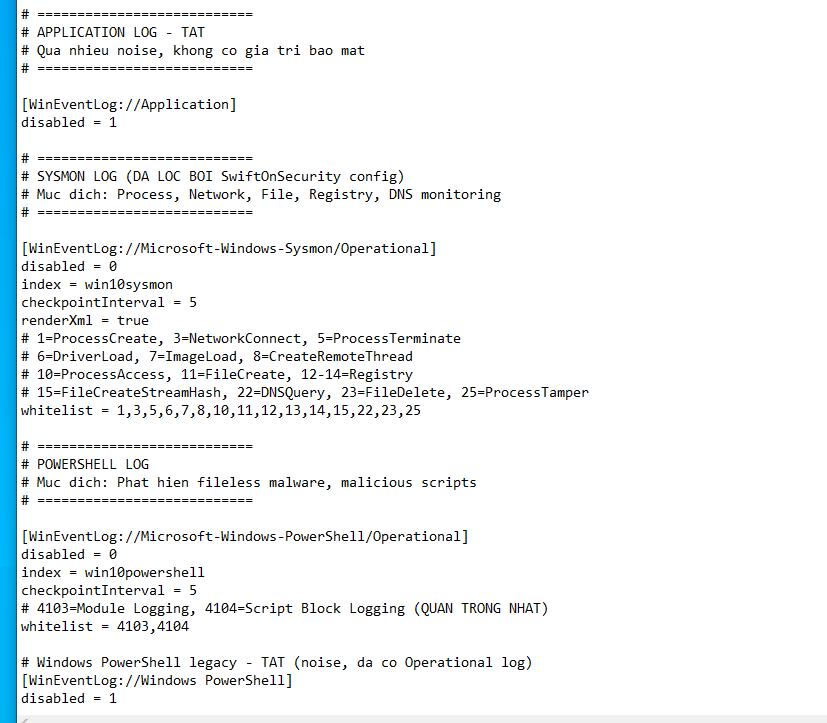 # ===========================
# APPLICATION LOG - TAT
# Qua nhieu noise, khong co gia tri bao mat
# ===========================
[WinEventLog://Application]
disabled = 1
# ===========================
# SYSMON LOG (DA LOC BOI SwiftOnSecurity config)
# Muc dich: Process, Network, File, Registry, DNS monitoring
# ===========================
[WinEventLog://Microsoft-Windows-Sysmon/Operational]
disabled = 0
index = win10sysmon
checkpointInterval = 5
renderXml = true
# 1=ProcessCreate, 3=NetworkConnect, 5=ProcessTerminate
# 6=DriverLoad, 7=ImageLoad, 8=CreateRemoteThread
# 10=ProcessAccess, 11=FileCreate, 12-14=Registry
# 15=FileCreateStreamHash, 22=DNSQuery, 23=FileDelete, 25=ProcessTamper
whitelist = 1,3,5,6,7,8,10,11,12,13,14,15,22,23,25
# ===========================
# POWERSHELL LOG
# Muc dich: Phat hien fileless malware, malicious scripts
# ===========================
[WinEventLog://Microsoft-Windows-PowerShell/Operational]
disabled = 0
index = win10powershell
checkpointInterval = 5
# 4103=Module Logging, 4104=Script Block Logging (QUAN TRONG NHAT)
whitelist = 4103,4104
# Windows PowerShell legacy - TAT (noise, da co Operational log)
[WinEventLog://Windows PowerShell]
disabled = 1